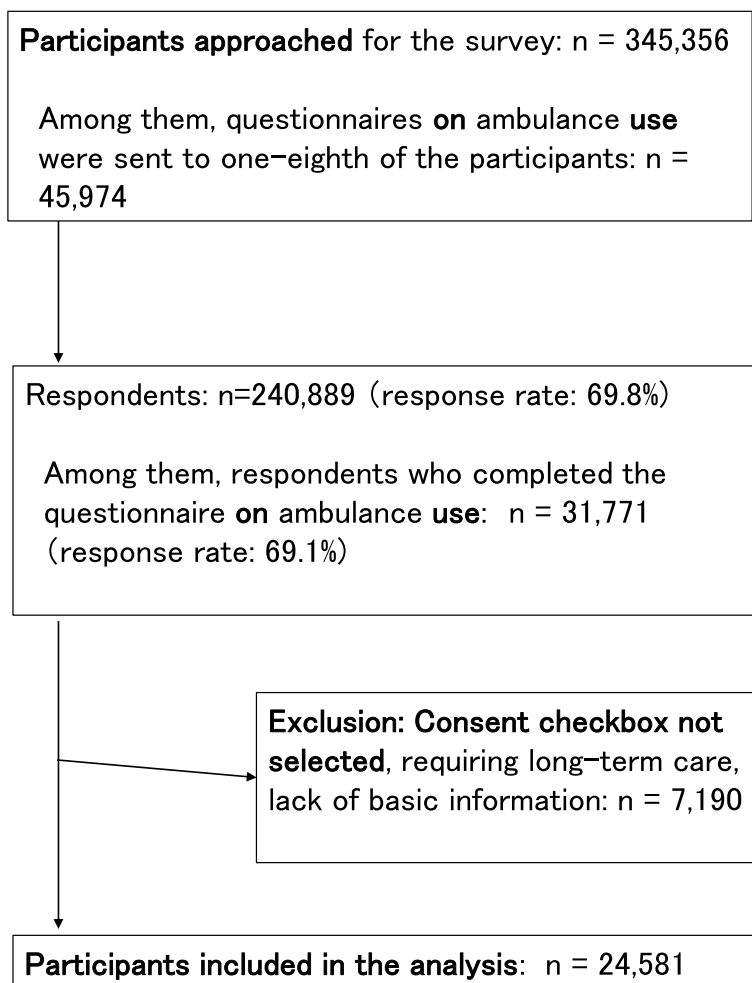 Participants approached for the survey: n = 345,356
Among them, questionnaires on ambulance use
were sent to one-eighth of the participants: n =
45,974
Respondents: n=240,889 (response rate: 69.8%)
Among them, respondents who completed the
questionnaire on ambulance use: n = 31,771
(response rate: 69.1%)
Exclusion: Consent checkbox not
selected, requiring long-term care,
lack of basic information: n = 7,190
Participants included in the analysis: n = 24,581